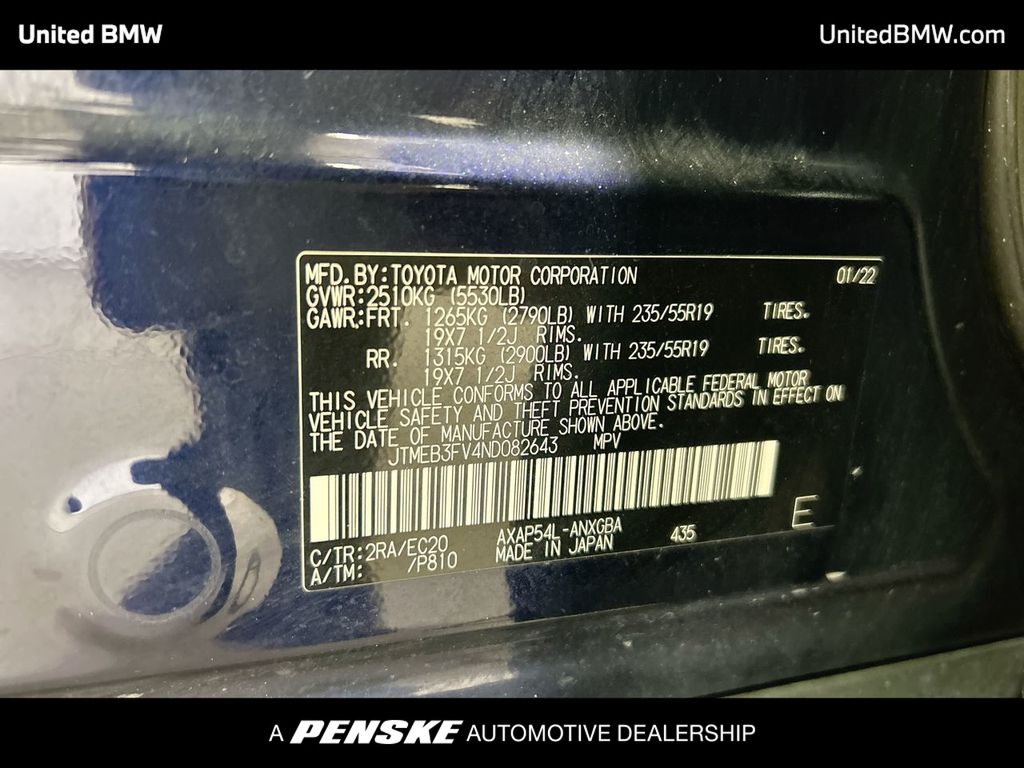 United BMW
UnitedBMW.com
MFD.BY:TOYOTA MOTOR CORPORATION 01/22
GVWR:2510KG (5530LB)
GAWR:FRT. 1265KG (2790LB) WITH 235/55R19 TIRES.
19X7 1/2J RIMS.
RR. 1315KG (2900LB) WITH 235/55R19 TIRES.
19X7 1/2J RIMS.
THIS VEHICLE CONFORMS TO ALL APPLICABLE FEDERAL MOTOR
VEHICLE SAFETY AND THEFT PREVENTION STANDARDS IN EFFECT ON
THE DATE OF MANUFACTURE SHOWN ABOVE.
JTMEB3FV4ND082643 MPV
C/TR:2RA/EC20 AXAP54L-ANXGBA 435 E
A/TM: /P810 MADE IN JAPAN
A PENSKE AUTOMOTIVE DEALERSHIP